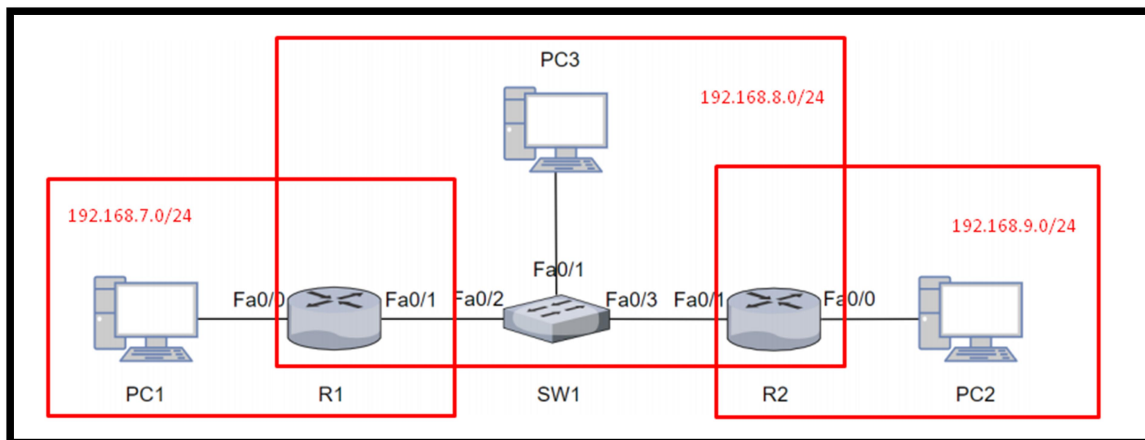 PC3
192.168.8.0/24
192.168.7.0/24
192.168.9.0/24
Fa0/1
Fa0/0
Fa0/1
Fa0/2
Fa0/3
Fa0/1
Fa0/0
PC1
R1
SW1
R2
PC2